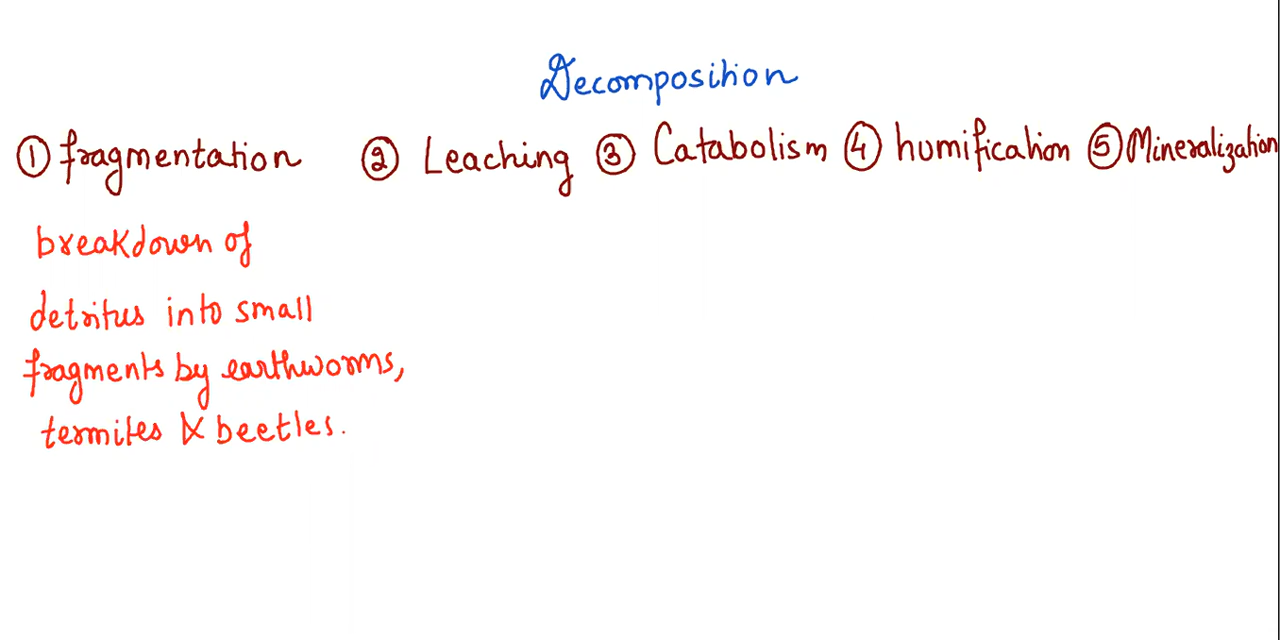 Decomposition
① fragmentation ② Leaching ③ Catabolism ④ humification ⑤ Mineralization
breakdown of
detritus into small
fragments by earthworms,
termites & beetles.